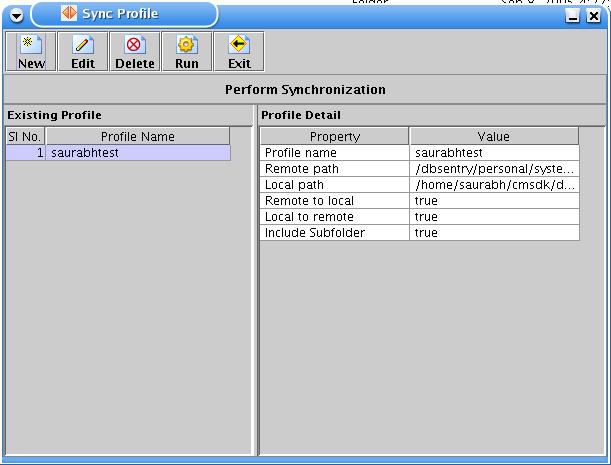 Sync Profile
New Edit Delete Run Exit
Perform Synchronization
Existing Profile
Sl No. Profile Name
1 saurabhtest
Profile Detail
Property Value
Profile name saurabhtest
Remote path /dbsentry/personal/syste...
Local path /home/saurabh/cmsdk/d...
Remote to local true
Local to remote true
Include Subfolder true